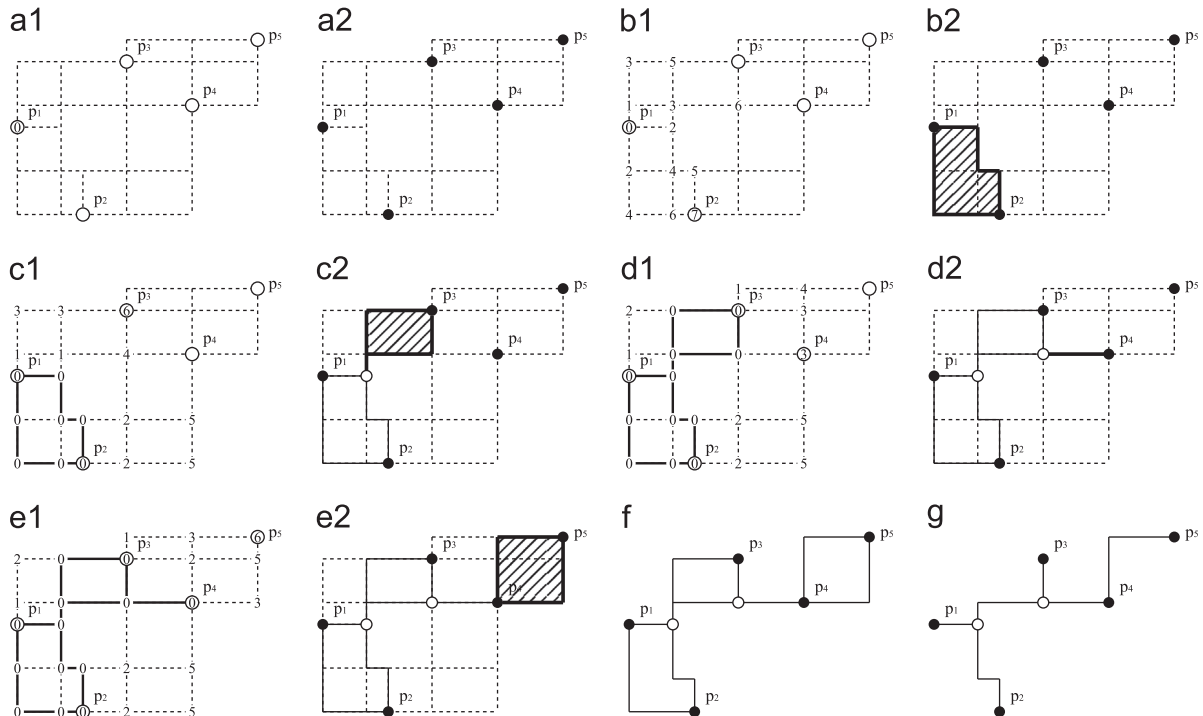 a1 a2 b1 b2
p5 p5 p5 p5
p3 p3 p3 p3
3 5
p4 p4 p4 p4
1 3 6
p1 p1 p1 p1
0 0 2
2 4 5
p2 p2 p2 p2
4 6 7
c1 c2 d1 d2
p5 p5 1 4 p5 p5
p3 p3 p3 p3
3 3 6 2 0 0 3
p4 p4 p4 p4
1 1 4 1 0 0 3
p1 p1 p1 p1
0 0 0 0
0 0 0 2 5 0 0 0 2 5
p2 p2 p2 p2
0 0 0 2 5 0 0 0 2 5
e1 e2 f g
1 3 6 p5 p5 p5 p5
p3 p3 p3 p3
2 0 0 2 5
p4 p4 p4
1 0 0 0 3
p1 p1 p1 p1
0 0
0 0 0 2 5
p2 p2 p2 p2
0 0 0 2 5